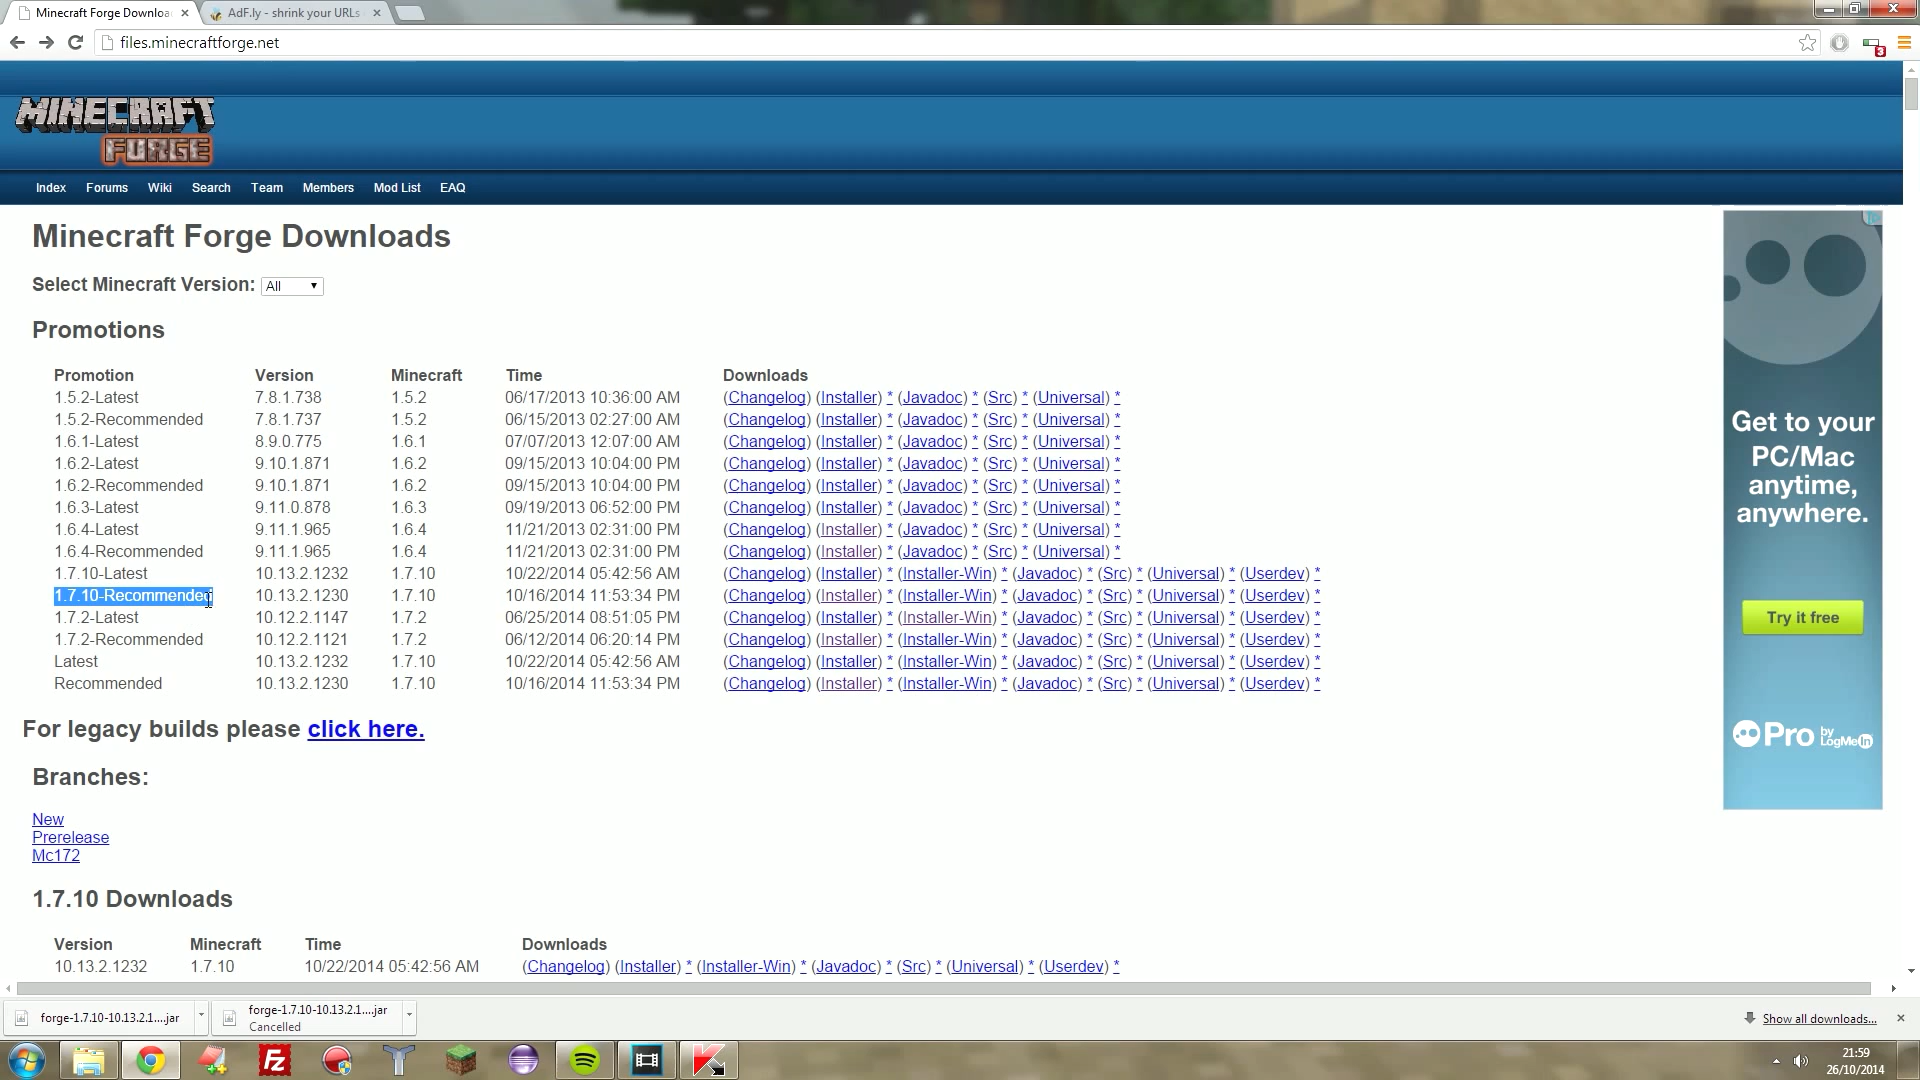 Minecraft Forge Downloa
AdF.ly - shrink your URLs
files.minecraftforge.net
3
MINECRAFT
FORGE
Index Forums Wiki Search Team Members Mod List EAQ
Minecraft Forge Downloads
Select Minecraft Version: All
Promotions
Promotion Version Minecraft Time Downloads
1.5.2-Latest 7.8.1.738 1.5.2 06/17/2013 10:36:00 AM (Changelog) (Installer) * (Javadoc) * (Src) * (Universal) *
1.5.2-Recommended 7.8.1.737 1.5.2 06/15/2013 02:27:00 AM (Changelog) (Installer) * (Javadoc) * (Src) * (Universal) *
1.6.1-Latest 8.9.0.775 1.6.1 07/07/2013 12:07:00 AM (Changelog) (Installer) * (Javadoc) * (Src) * (Universal) *
1.6.2-Latest 9.10.1.871 1.6.2 09/15/2013 10:04:00 PM (Changelog) (Installer) * (Javadoc) * (Src) * (Universal) *
1.6.2-Recommended 9.10.1.871 1.6.2 09/15/2013 10:04:00 PM (Changelog) (Installer) * (Javadoc) * (Src) * (Universal) *
1.6.3-Latest 9.11.0.878 1.6.3 09/19/2013 06:52:00 PM (Changelog) (Installer) * (Javadoc) * (Src) * (Universal) *
1.6.4-Latest 9.11.1.965 1.6.4 11/21/2013 02:31:00 PM (Changelog) (Installer) * (Javadoc) * (Src) * (Universal) *
1.6.4-Recommended 9.11.1.965 1.6.4 11/21/2013 02:31:00 PM (Changelog) (Installer) * (Javadoc) * (Src) * (Universal) *
1.7.10-Latest 10.13.2.1232 1.7.10 10/22/2014 05:42:56 AM (Changelog) (Installer) * (Installer-Win) * (Javadoc) * (Src) * (Universal) * (Userdev) *
1.7.10-Recommended 10.13.2.1230 1.7.10 10/16/2014 11:53:34 PM (Changelog) (Installer) * (Installer-Win) * (Javadoc) * (Src) * (Universal) * (Userdev) *
1.7.2-Latest 10.12.2.1147 1.7.2 06/25/2014 08:51:05 PM (Changelog) (Installer) * (Installer-Win) * (Javadoc) * (Src) * (Universal) * (Userdev) *
1.7.2-Recommended 10.12.2.1121 1.7.2 06/12/2014 06:20:14 PM (Changelog) (Installer) * (Installer-Win) * (Javadoc) * (Src) * (Universal) * (Userdev) *
Latest 10.13.2.1232 1.7.10 10/22/2014 05:42:56 AM (Changelog) (Installer) * (Installer-Win) * (Javadoc) * (Src) * (Universal) * (Userdev) *
Recommended 10.13.2.1230 1.7.10 10/16/2014 11:53:34 PM (Changelog) (Installer) * (Installer-Win) * (Javadoc) * (Src) * (Universal) * (Userdev) *
For legacy builds please click here.
Branches:
New
Prerelease
Mc172
1.7.10 Downloads
Version Minecraft Time Downloads
10.13.2.1232 1.7.10 10/22/2014 05:42:56 AM (Changelog) (Installer) * (Installer-Win) * (Javadoc) * (Src) * (Universal) * (Userdev) *
Get to your
PC/Mac
anytime,
anywhere.
Try it free
Pro by LogMeIn
forge-1.7.10-10.13.2.1....jar
forge-1.7.10-10.13.2.1....jar
Cancelled
Show all downloads...
Fz
21:59
26/10/2014